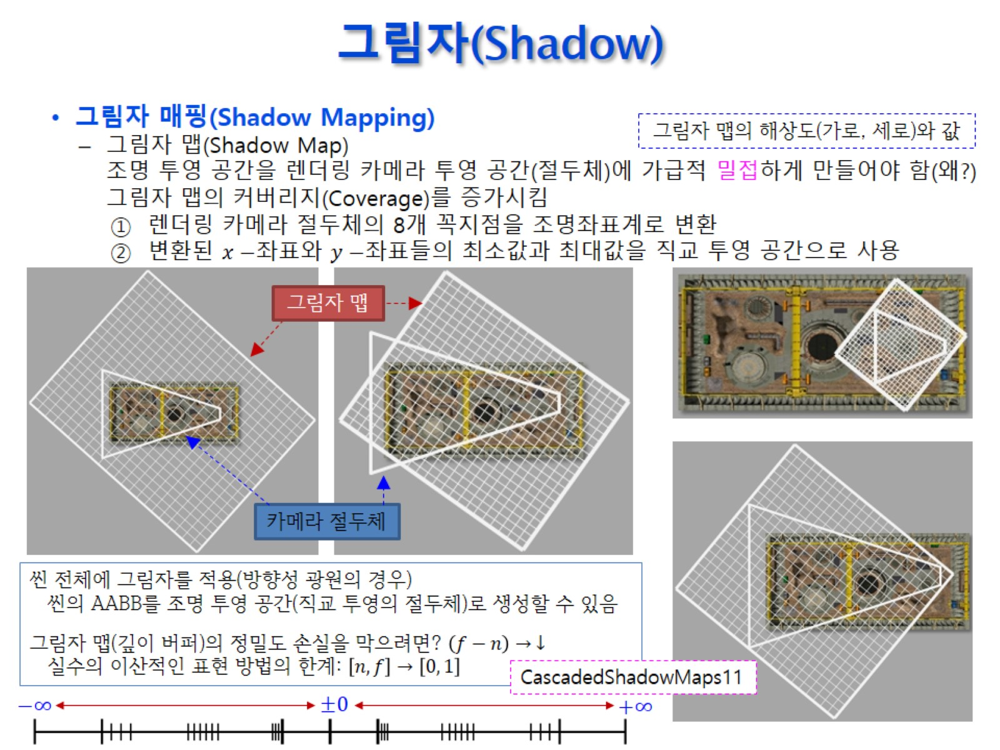 그림자(Shadow)
• 그림자 매핑(Shadow Mapping)
그림자 맵의 해상도(가로, 세로)와 값
– 그림자 맵(Shadow Map)
조명 투영 공간을 렌더링 카메라 투영 공간(절두체)에 가급적 밀접하게 만들어야 함(왜?)
그림자 맵의 커버리지(Coverage)를 증가시킴
① 렌더링 카메라 절두체의 8개 꼭지점을 조명좌표계로 변환
② 변환된 x –좌표와 y –좌표들의 최소값과 최대값을 직교 투영 공간으로 사용
그림자 맵
카메라 절두체
씬 전체에 그림자를 적용(방향성 광원의 경우)
씬의 AABB를 조명 투영 공간(직교 투영의 절두체)로 생성할 수 있음
그림자 맵(깊이 버퍼)의 정밀도 손실을 막으려면? (f − n) →↓
실수의 이산적인 표현 방법의 한계: [n, f] → [0, 1]
CascadedShadowMaps11
−∞ ±0 +∞